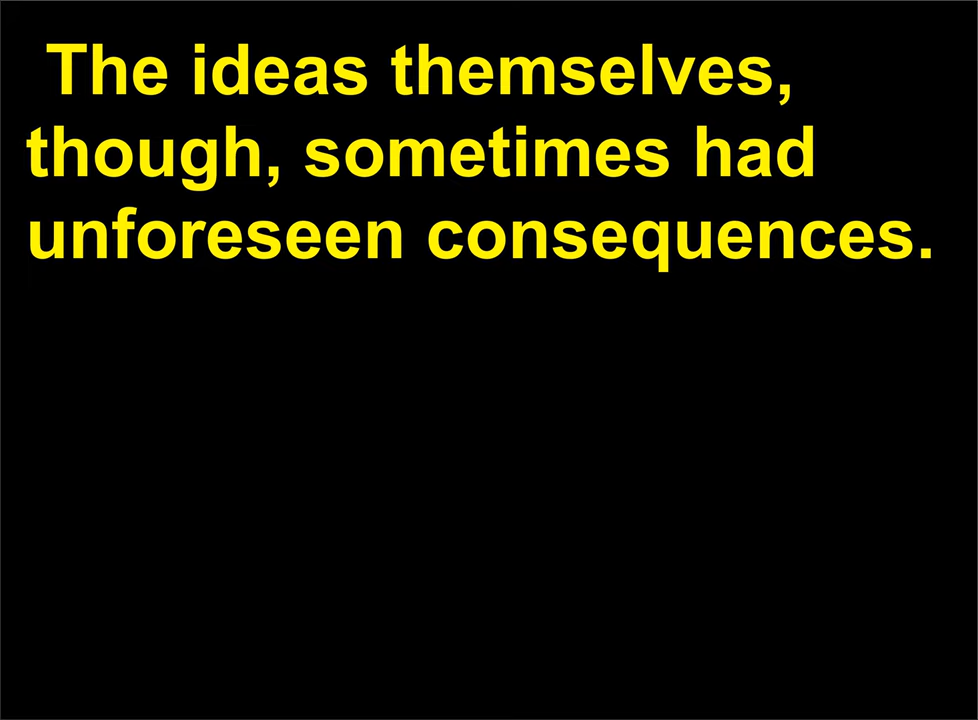 The ideas themselves,
though, sometimes had
unforeseen consequences.